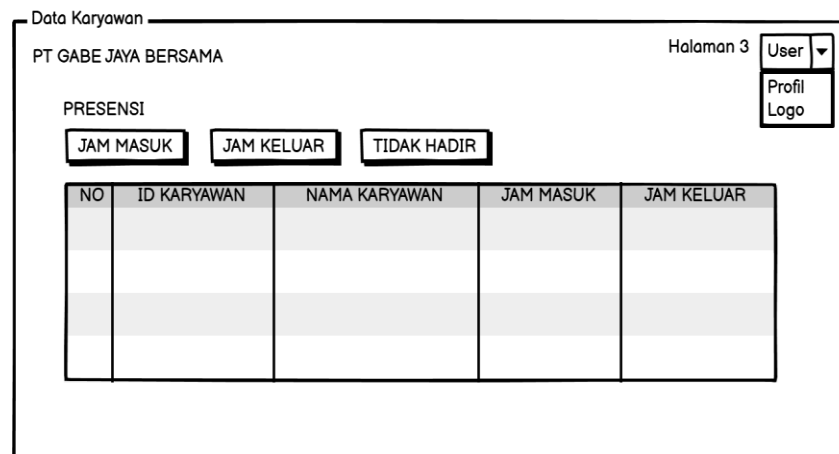 Data Karyawan
PT GABE JAYA BERSAMA
Halaman 3
User
Profil
Logo
PRESENSI
JAM MASUK JAM KELUAR TIDAK HADIR
NO ID KARYAWAN NAMA KARYAWAN JAM MASUK JAM KELUAR